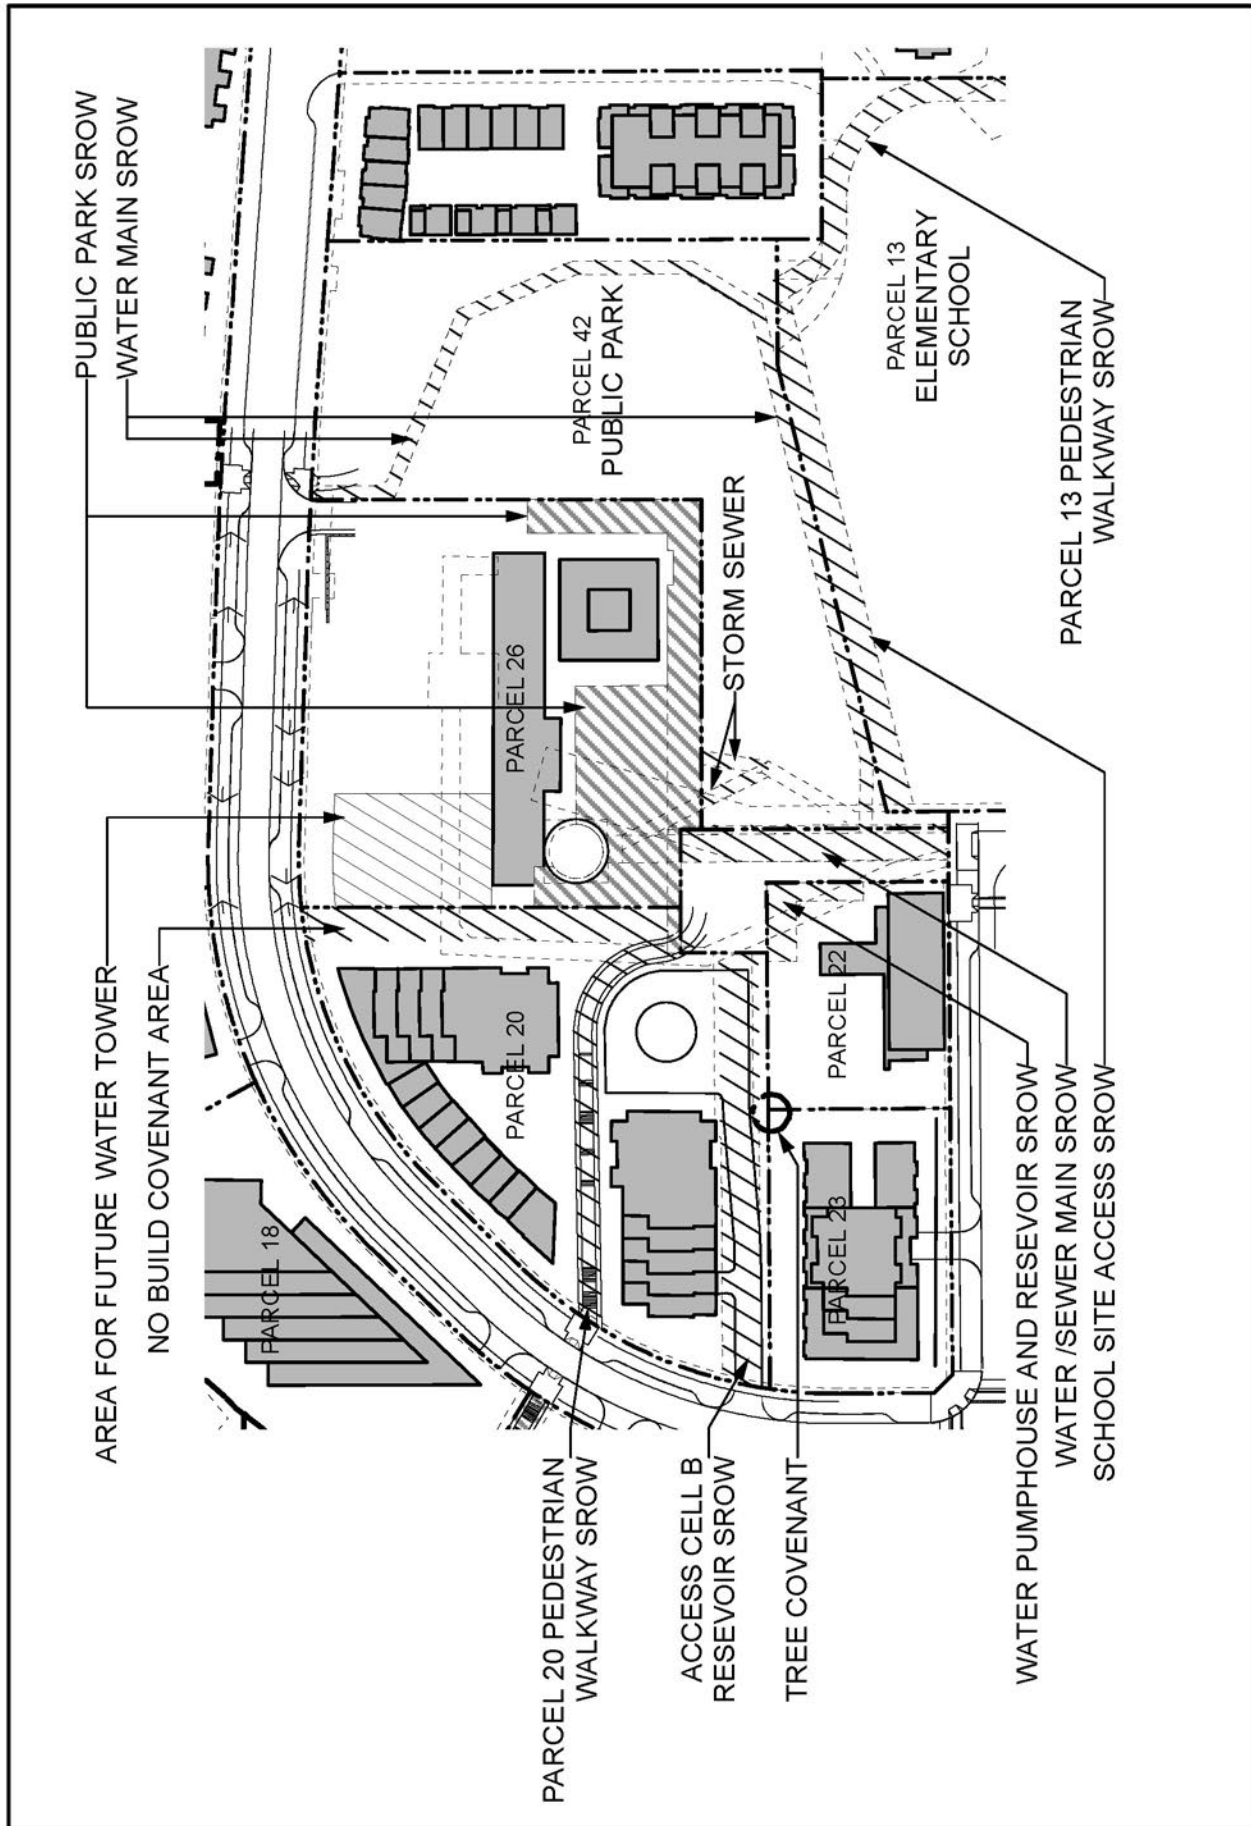 PUBLIC PARK SROW
WATER MAIN SROW
AREA FOR FUTURE WATER TOWER
NO BUILD COVENANT AREA
PARCEL 18
PARCEL 20
PARCEL 26
PARCEL 42
PUBLIC PARK
STORM SEWER
PARCEL 22
PARCEL 23
PARCEL 13
ELEMENTARY
SCHOOL
PARCEL 20 PEDESTRIAN
WALKWAY SROW
ACCESS CELL B
RESEVOIR SROW
TREE COVENANT
WATER PUMPHOUSE AND RESEVOIR SROW
WATER /SEWER MAIN SROW
SCHOOL SITE ACCESS SROW
PARCEL 13 PEDESTRIAN
WALKWAY SROW